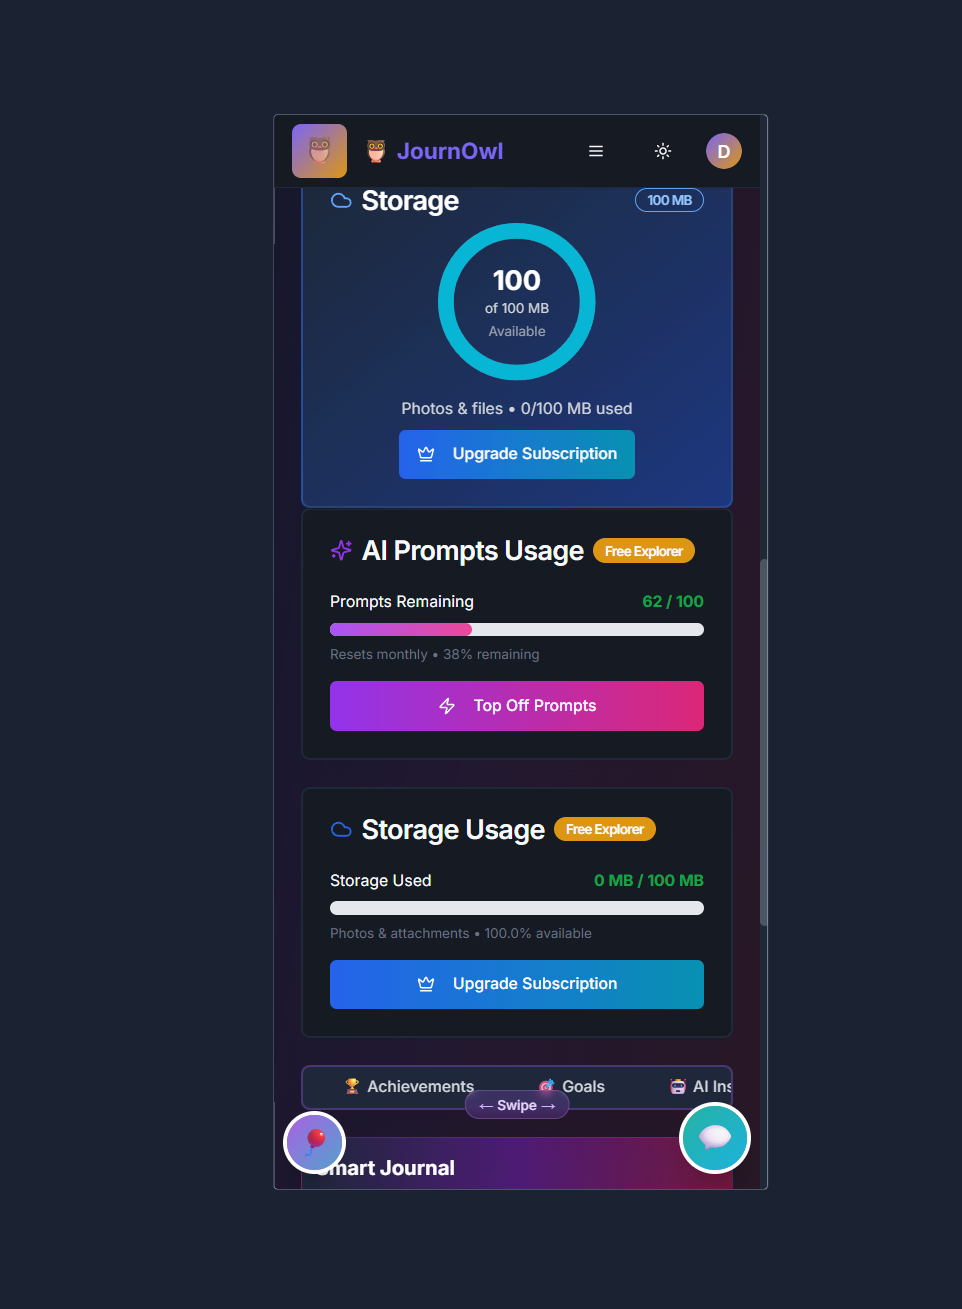 JournOwl
D
Storage
100 MB
100
of 100 MB
Available
Photos & files • 0/100 MB used
Upgrade Subscription
AI Prompts Usage
Free Explorer
Prompts Remaining
62 / 100
Resets monthly • 38% remaining
Top Off Prompts
Storage Usage
Free Explorer
Storage Used
0 MB / 100 MB
Photos & attachments • 100.0% available
Upgrade Subscription
Achievements
Goals
AI Ins
← Swipe →
mart Journal